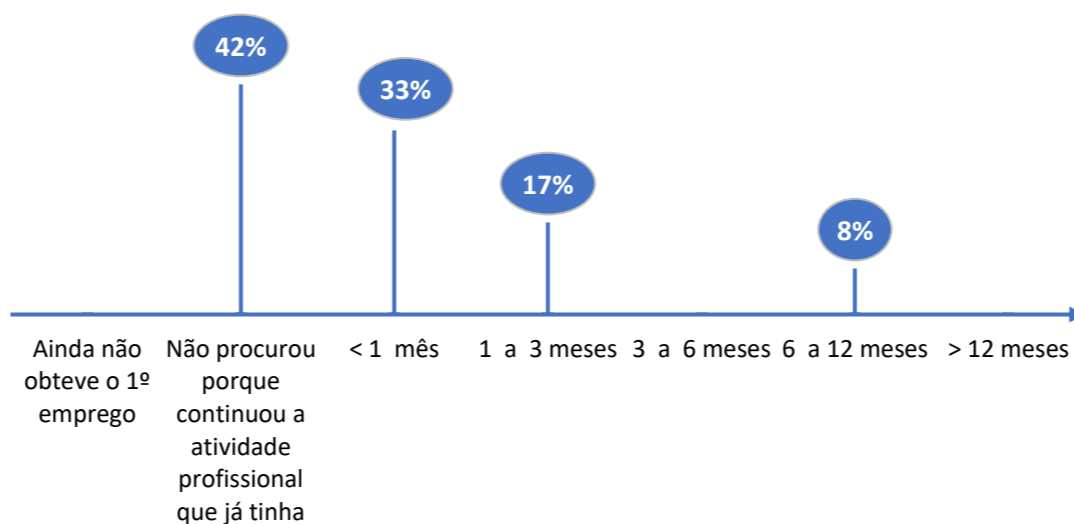 42%
33%
17%
8%
Ainda não
obteve o 1º
emprego
Não procurou
porque
continuou a
atividade
profissional
que já tinha
< 1 mês
1 a 3 meses
3 a 6 meses
6 a 12 meses
> 12 meses